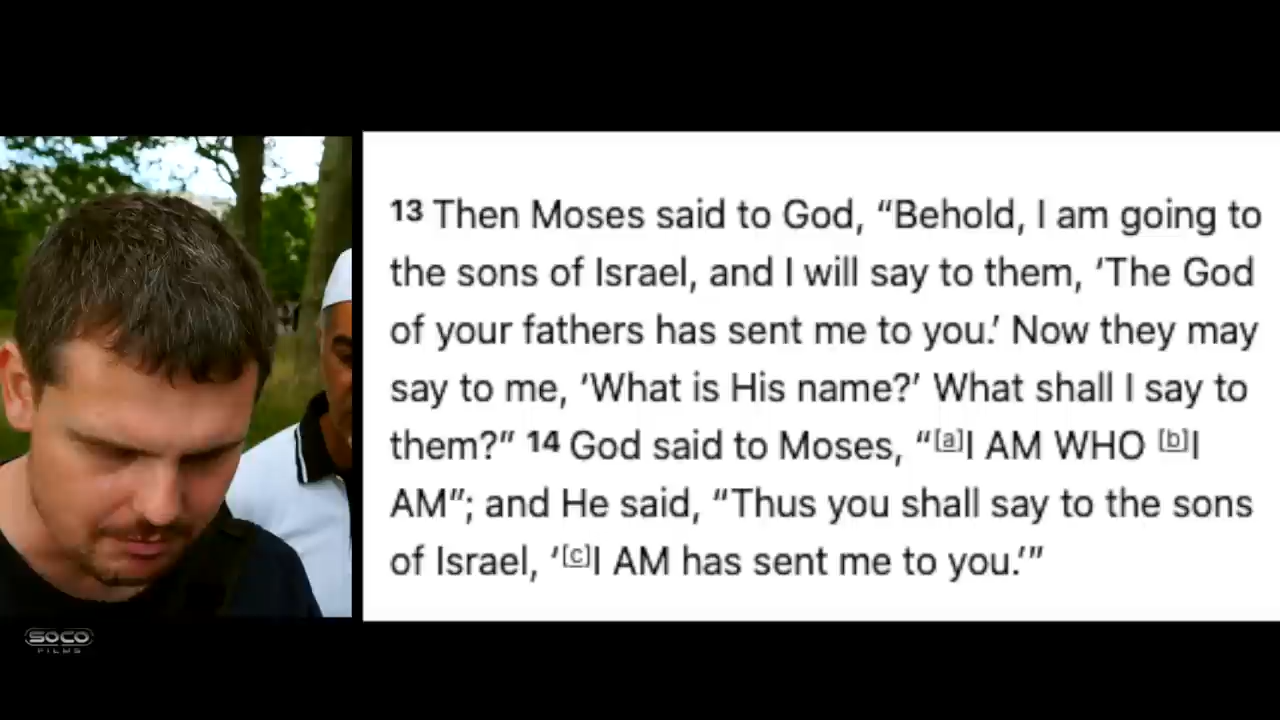 13 Then Moses said to God, “Behold, I am going to
the sons of Israel, and I will say to them, ‘The God
of your fathers has sent me to you.’ Now they may
say to me, ‘What is His name?’ What shall I say to
them?” 14 God said to Moses, “[a]I AM WHO [b]I
AM”; and He said, “Thus you shall say to the sons
of Israel, ‘[c]I AM has sent me to you.’”
SOCO
FILMS